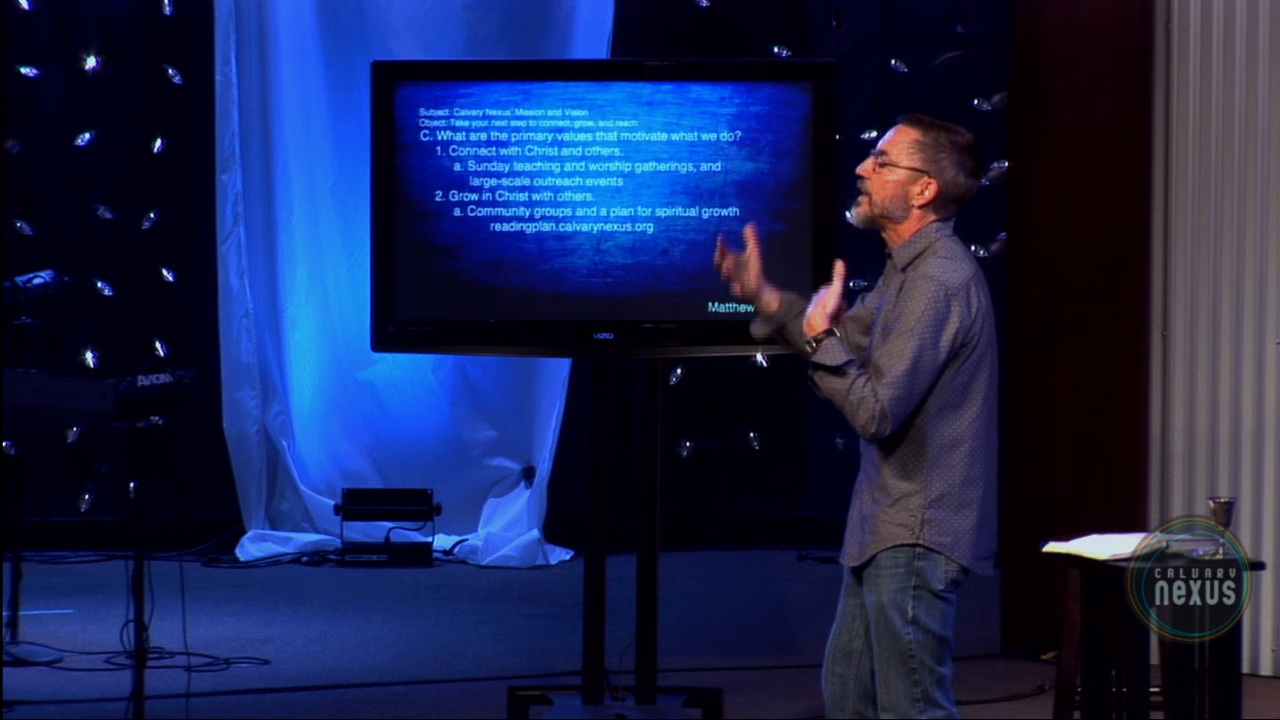 Subject: Calvary Nexus' Mission and Vision
Object: Take your next step to connect, grow, and reach
C. What are the primary values that motivate what we do?
1. Connect with Christ and others.
a. Sunday teaching and worship gatherings, and
large-scale outreach events
2. Grow in Christ with others.
a. Community groups and a plan for spiritual growth
readingplan.calvarynexus.org
Matthew
VIZIO
AVIOM
CALVARY
nexus